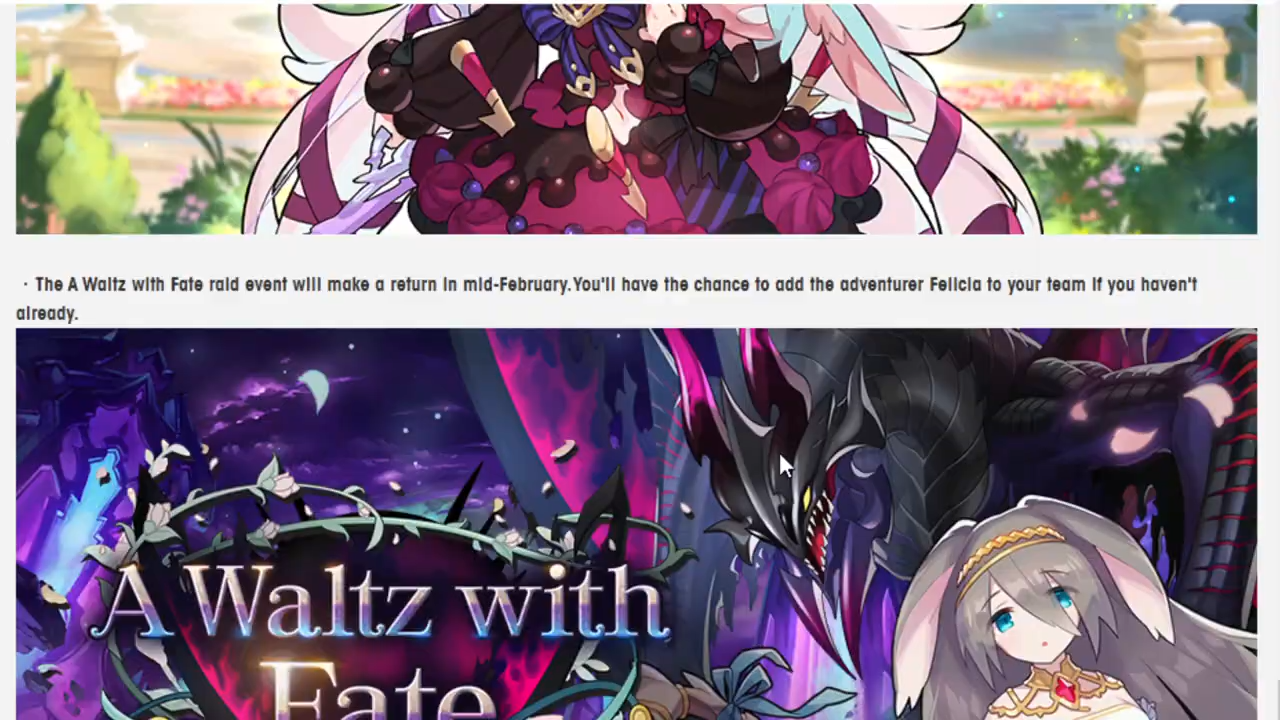 · The A Waltz with Fate raid event will make a return in mid-February.You'll have the chance to add the adventurer Felicia to your team if you haven't
already.
A Waltz with
Fate